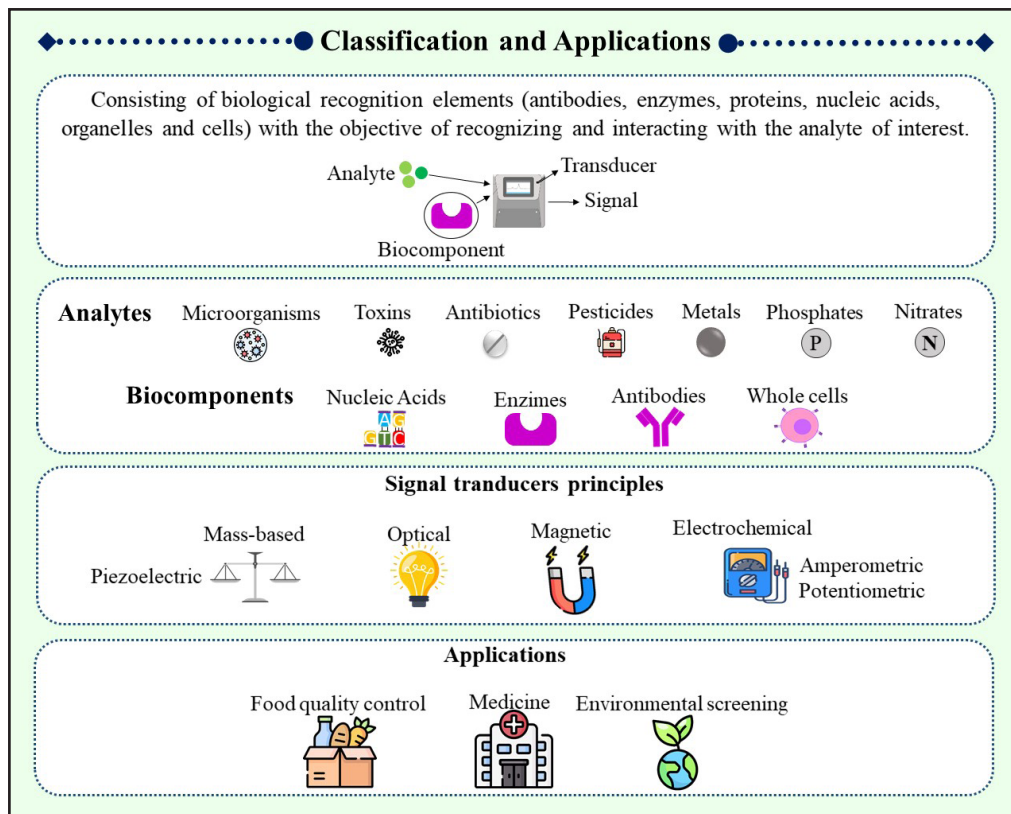 Classification and Applications
Consisting of biological recognition elements (antibodies, enzymes, proteins, nucleic acids,
organelles and cells) with the objective of recognizing and interacting with the analyte of interest.
Analyte
Transducer
Signal
Biocomponent
Analytes
Microorganisms Toxins Antibiotics Pesticides Metals Phosphates Nitrates
P N
Biocomponents
Nucleic Acids Enzimes Antibodies Whole cells
A G
G T C
Signal tranducers principles
Mass-based Optical Magnetic Electrochemical
Piezoelectric
Amperometric
Potentiometric
Applications
Food quality control Medicine Environmental screening